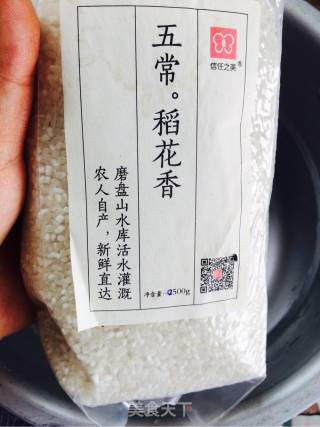 五常。稻花香
磨盘山水库活水灌溉
农人自产，新鲜直达
信任之美
净含量：500g
美食天下